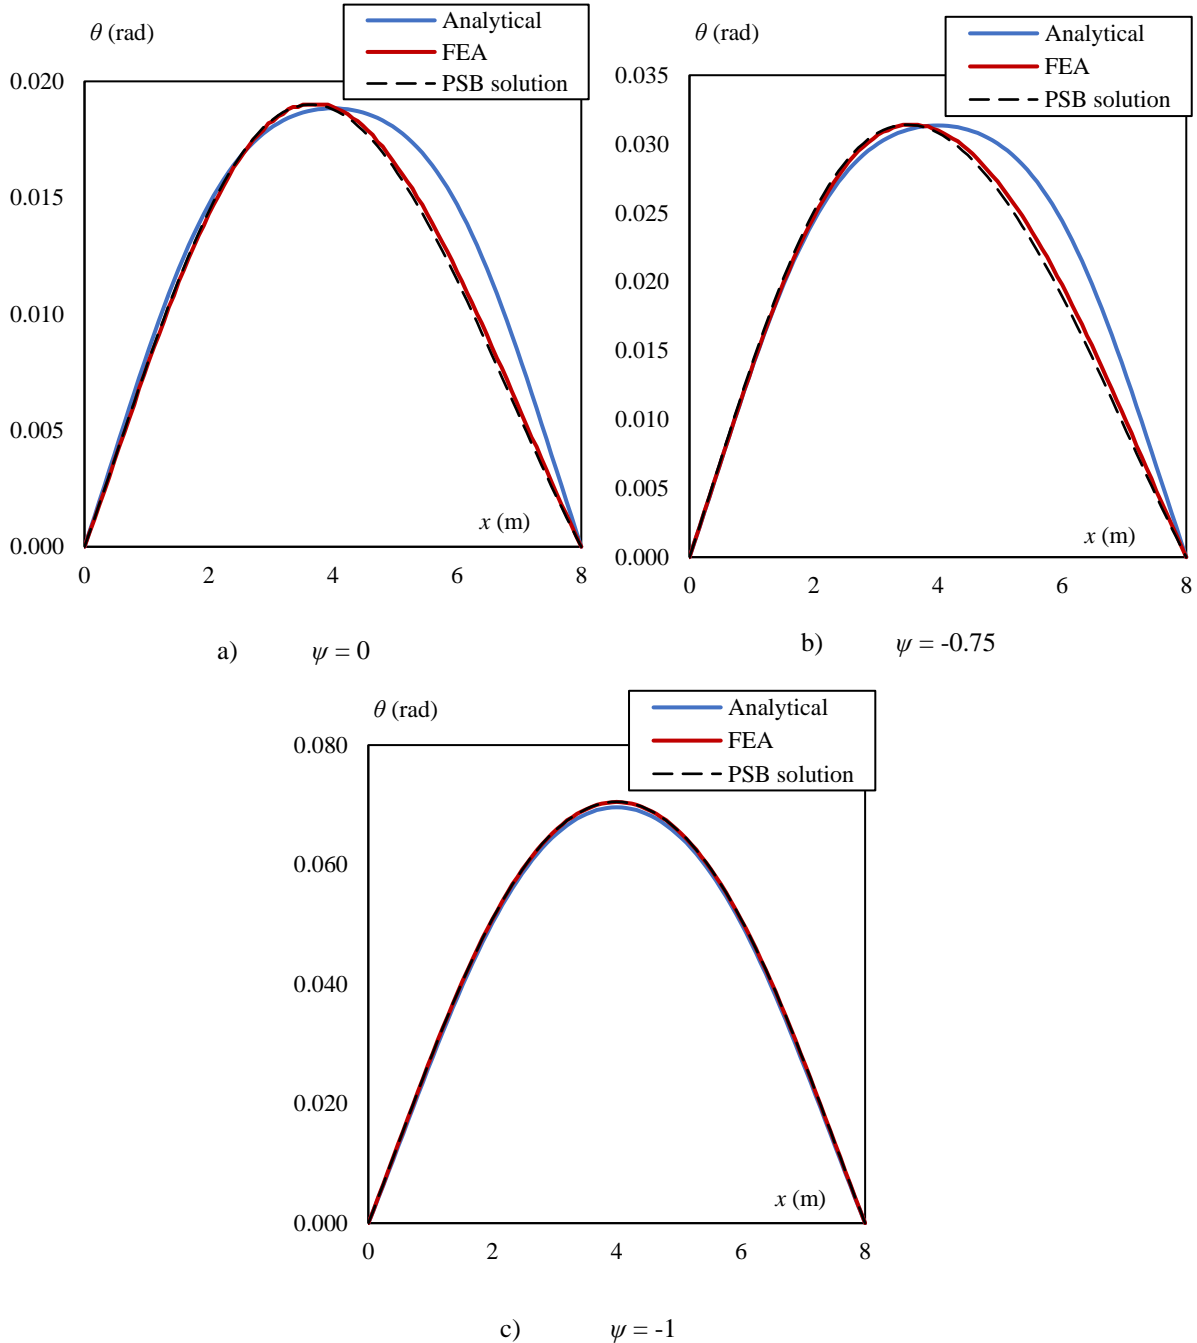 θ (rad)
Analytical
FEA
PSB solution
0.020
0.015
0.010
0.005
0.000
x (m)
0 2 4 6 8
a) ψ = 0
θ (rad)
Analytical
FEA
PSB solution
0.035
0.030
0.025
0.020
0.015
0.010
0.005
0.000
x (m)
0 2 4 6 8
b) ψ = -0.75
θ (rad)
Analytical
FEA
PSB solution
0.080
0.060
0.040
0.020
0.000
x (m)
0 2 4 6 8
c) ψ = -1